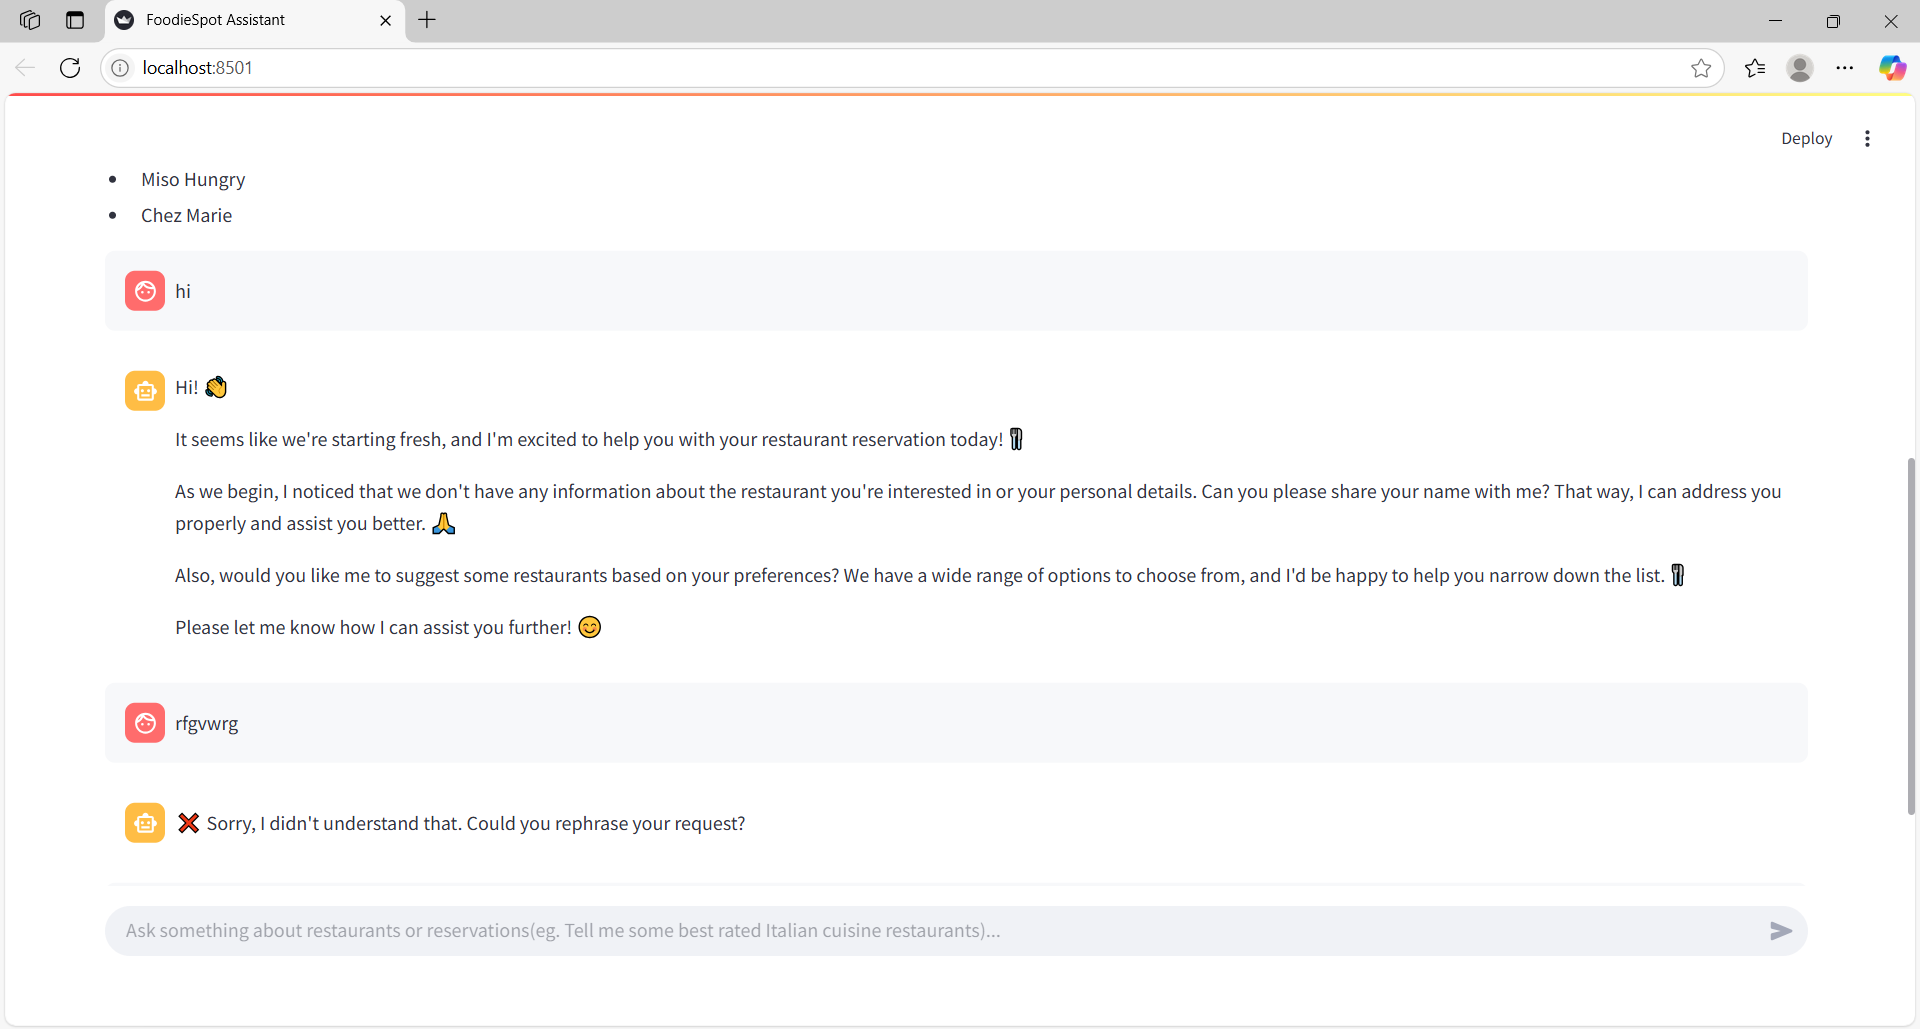 FoodieSpot Assistant
localhost:8501
Deploy
Miso Hungry
Chez Marie
hi
Hi! 👋
It seems like we're starting fresh, and I'm excited to help you with your restaurant reservation today! 🍴
As we begin, I noticed that we don't have any information about the restaurant you're interested in or your personal details. Can you please share your name with me? That way, I can address you
properly and assist you better. 🙏
Also, would you like me to suggest some restaurants based on your preferences? We have a wide range of options to choose from, and I'd be happy to help you narrow down the list. 🍴
Please let me know how I can assist you further! 😊
rfgvwrg
❌ Sorry, I didn't understand that. Could you rephrase your request?
Ask something about restaurants or reservations(eg. Tell me some best rated Italian cuisine restaurants)...